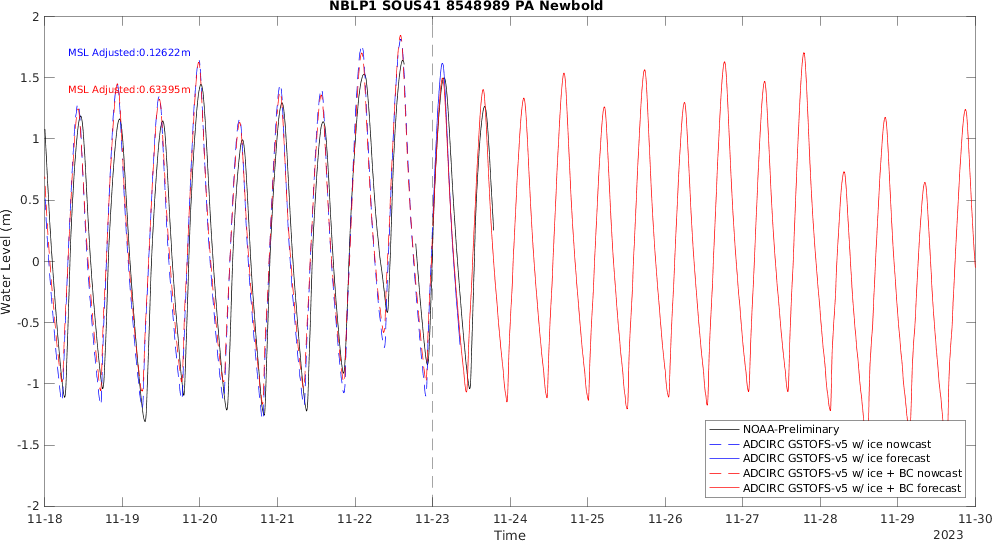 NBLP1 SOUS41 8548989 PA Newbold
MSL Adjusted:0.12622m
MSL Adjusted:0.63395m
2
1.5
1
0.5
0
-0.5
-1
-1.5
-2
Water Level (m)
NOAA-Preliminary
ADCIRC GSTOFS-v5 w/ ice nowcast
ADCIRC GSTOFS-v5 w/ ice forecast
ADCIRC GSTOFS-v5 w/ ice + BC nowcast
ADCIRC GSTOFS-v5 w/ ice + BC forecast
11-18 11-19 11-20 11-21 11-22 11-23 11-24 11-25 11-26 11-27 11-28 11-29 11-30
Time
2023